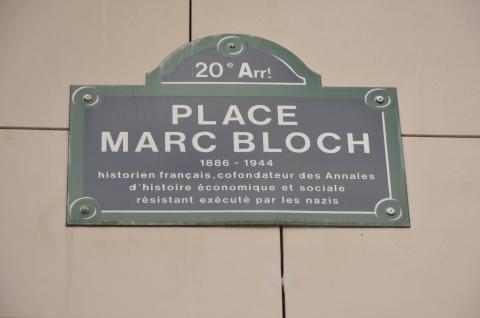 20e Arrt
PLACE
MARC BLOCH
1886 - 1944
historien français, cofondateur des Annales
d'histoire économique et sociale
résistant exécuté par les nazis